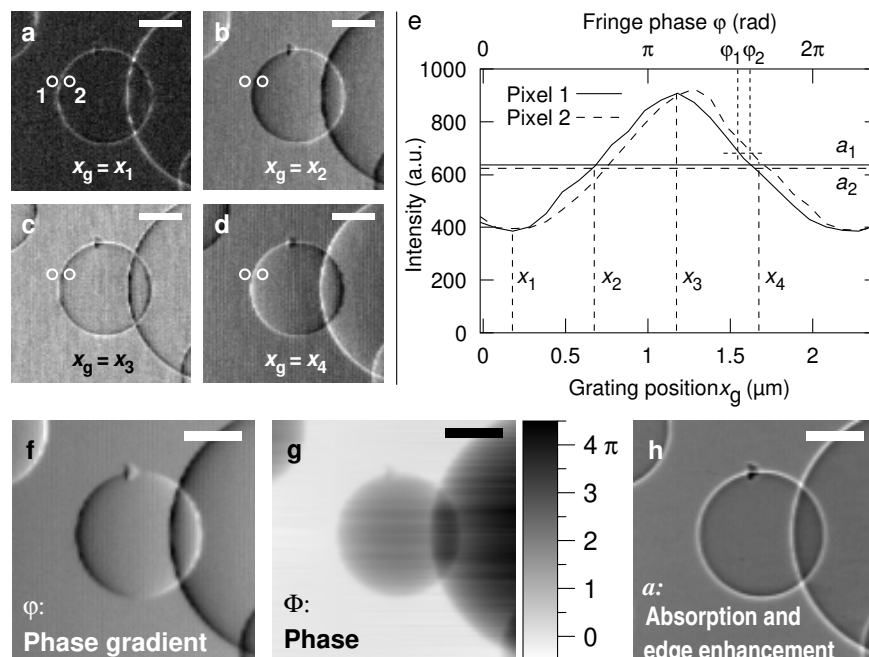 a
1 2
x_g = x_1
b
x_g = x_2
c
x_g = x_3
d
x_g = x_4
e
Fringe phase φ (rad)
0 π 2π
φ_1 φ_2
1000
800
600
400
200
0
Intensity (a.u.)
Pixel 1
Pixel 2
a_1
a_2
x_1 x_2 x_3 x_4
0 0.5 1 1.5 2
Grating positionx_g (μm)
f
φ:
Phase gradient
g
Φ:
Phase
4 π
3
2
1
0
h
a:
Absorption and
edge enhancement